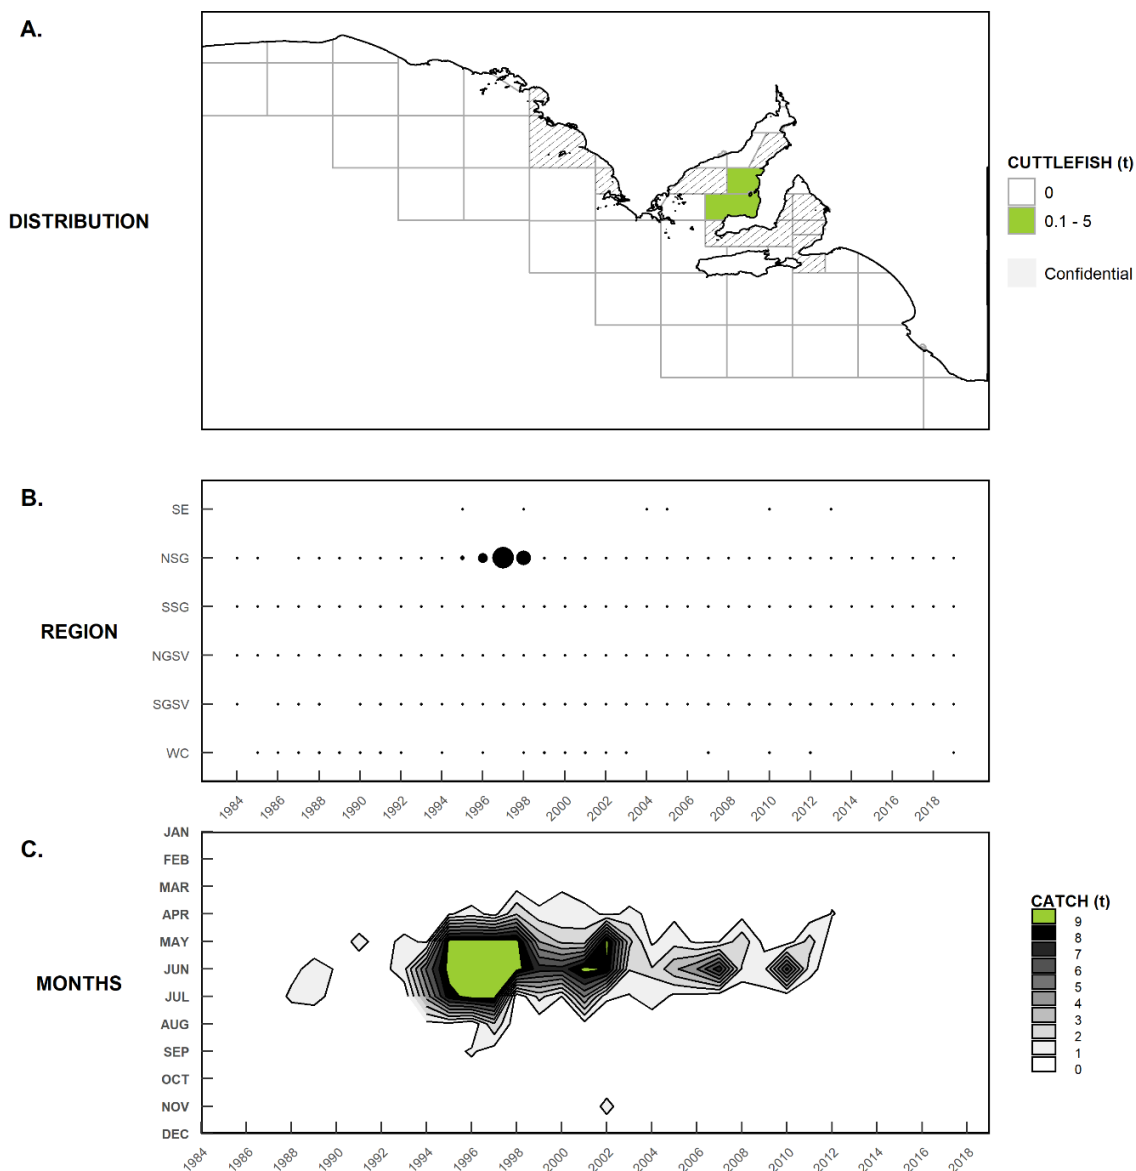 A.
DISTRIBUTION
CUTTLEFISH (t)
0
0.1 - 5
Confidential
B.
REGION
SE
NSG
SSG
NGSV
SGSV
WC
1984 1986 1988 1990 1992 1994 1996 1998 2000 2002 2004 2006 2008 2010 2012 2014 2016 2018
C.
MONTHS
JAN
FEB
MAR
APR
MAY
JUN
JUL
AUG
SEP
OCT
NOV
DEC
CATCH (t)
9
8
7
6
5
4
3
2
1
0
1984 1986 1988 1990 1992 1994 1996 1998 2000 2002 2004 2006 2008 2010 2012 2014 2016 2018